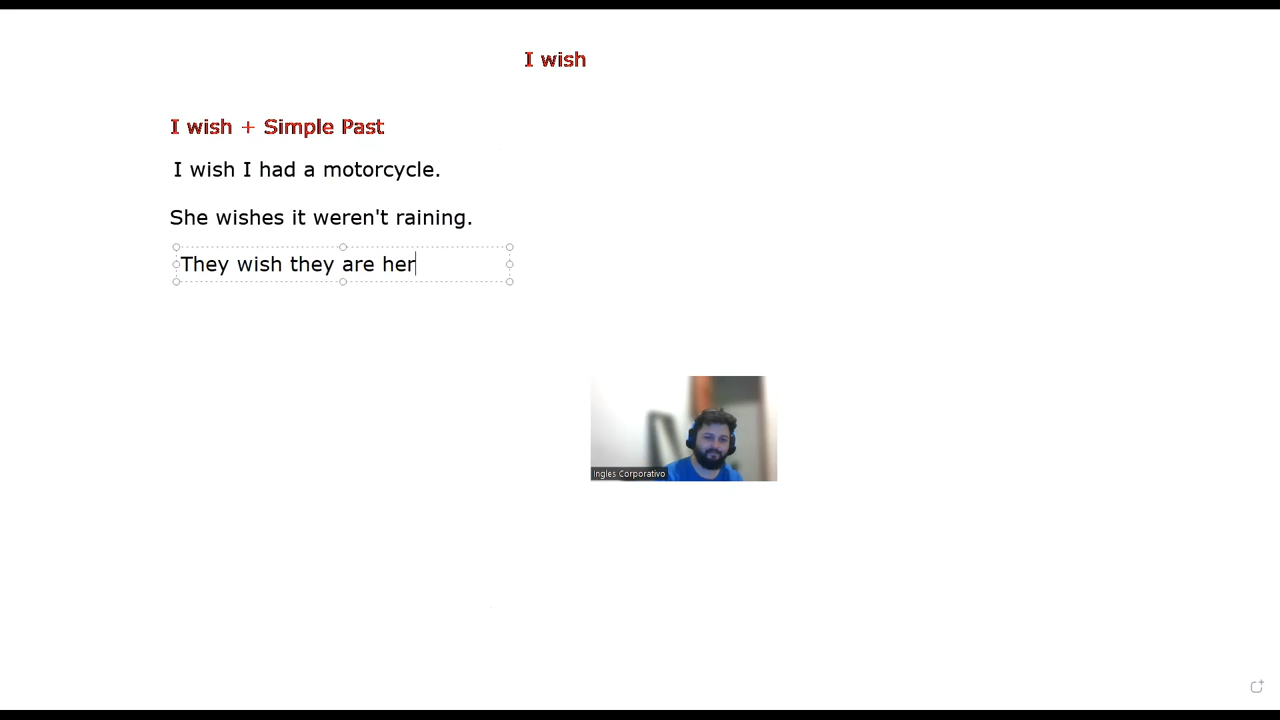 I wish
I wish + Simple Past
I wish I had a motorcycle.
She wishes it weren't raining.
They wish they are her
Ingles Corporativo